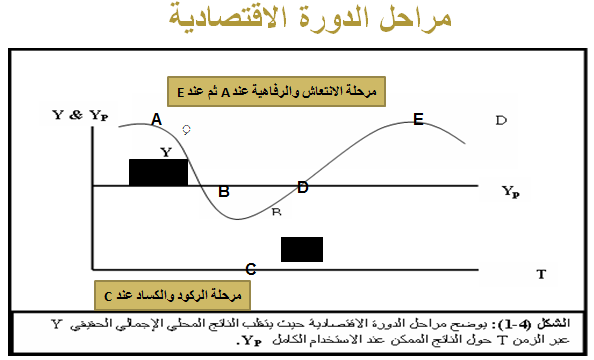 مراحل الدورة الاقتصادية
مرحلة الانتعاش والرفاهية عند A ثم عند E
Y & Yₚ
A
E
D
Y
B
D
Yₚ
B
C
T
مرحلة الركود والكساد عند C
الشكل (4-1): يوضح مراحل الدورة الاقتصادية حيث يتقلب الناتج المحلي الإجمالي الحقيقي Y
عبر الزمن T حول الناتج الممكن عند الاستخدام الكامل Yₚ.